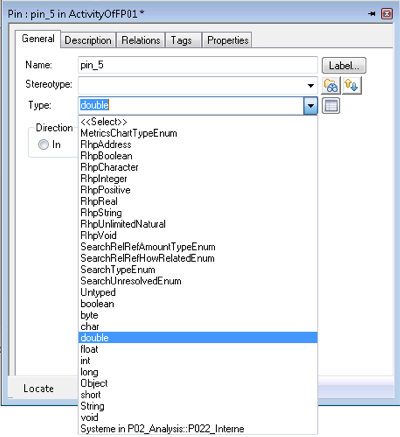 Pin : pin_5 in ActivityOfFP01 *
General Description Relations Tags Properties
Name: pin_5 Label...
Stereotype:
Type: double
<<Select>>
MetricsChartTypeEnum
RhpAddress
RhpBoolean
RhpCharacter
RhpInteger
RhpPositive
RhpReal
RhpString
RhpUnlimitedNatural
RhpVoid
SearchRelRefAmountTypeEnum
SearchRelRefHowRelatedEnum
SearchTypeEnum
SearchUnresolvedEnum
Untyped
boolean
byte
char
double
float
int
long
Object
short
String
void
Systeme in P02_Analysis::P022_Interne
Direction
In
Locate